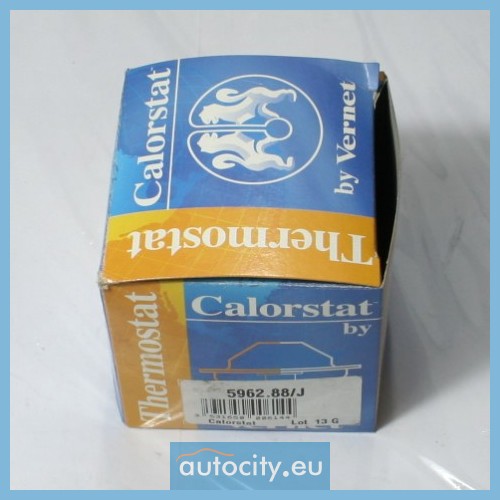 Calorstat
by Vernet
Thermostat
Thermostat
Calorstat
by
5962.88/J
Calorstat Lot 13 G
autocity.eu